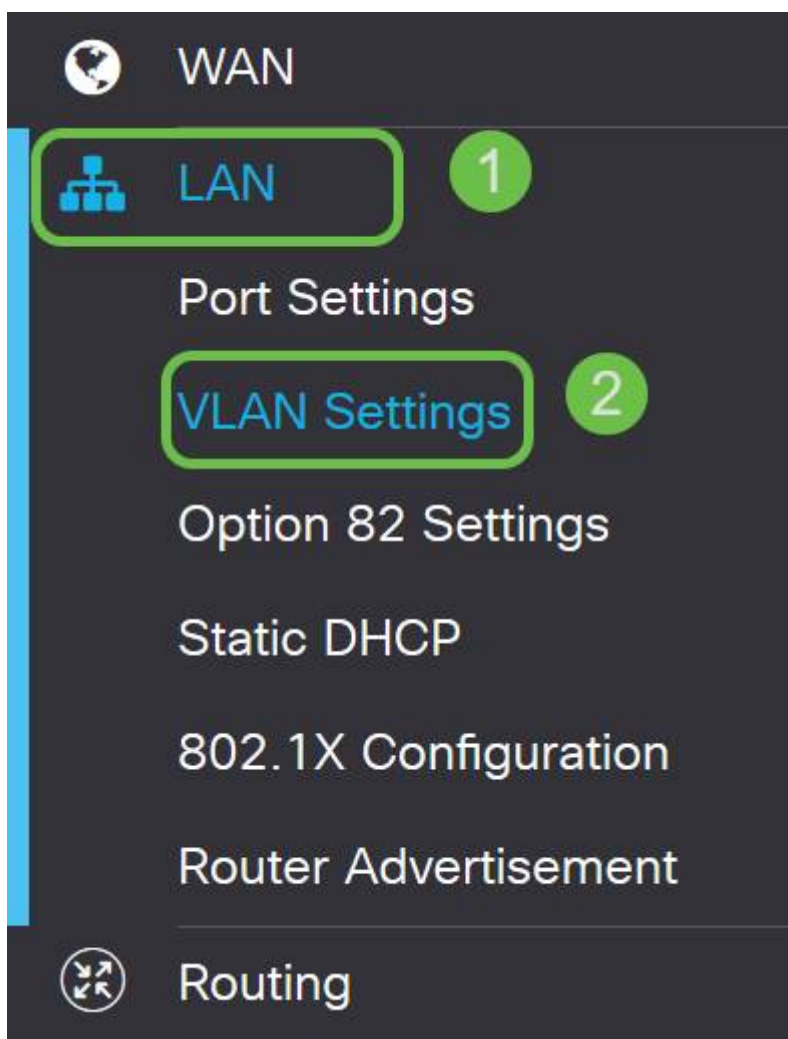 WAN
LAN 1
Port Settings
VLAN Settings 2
Option 82 Settings
Static DHCP
802.1X Configuration
Router Advertisement
Routing